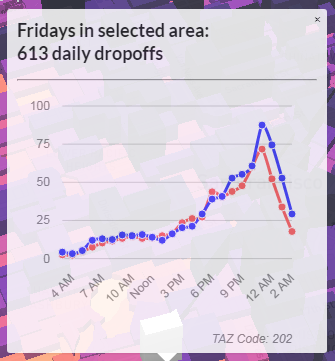 ×
Fridays in selected area:
613 daily dropoffs
100
75
50
25
0
4 AM
7 AM
10 AM
Noon
3 PM
6 PM
9 PM
12 AM
2 AM
TAZ Code: 202